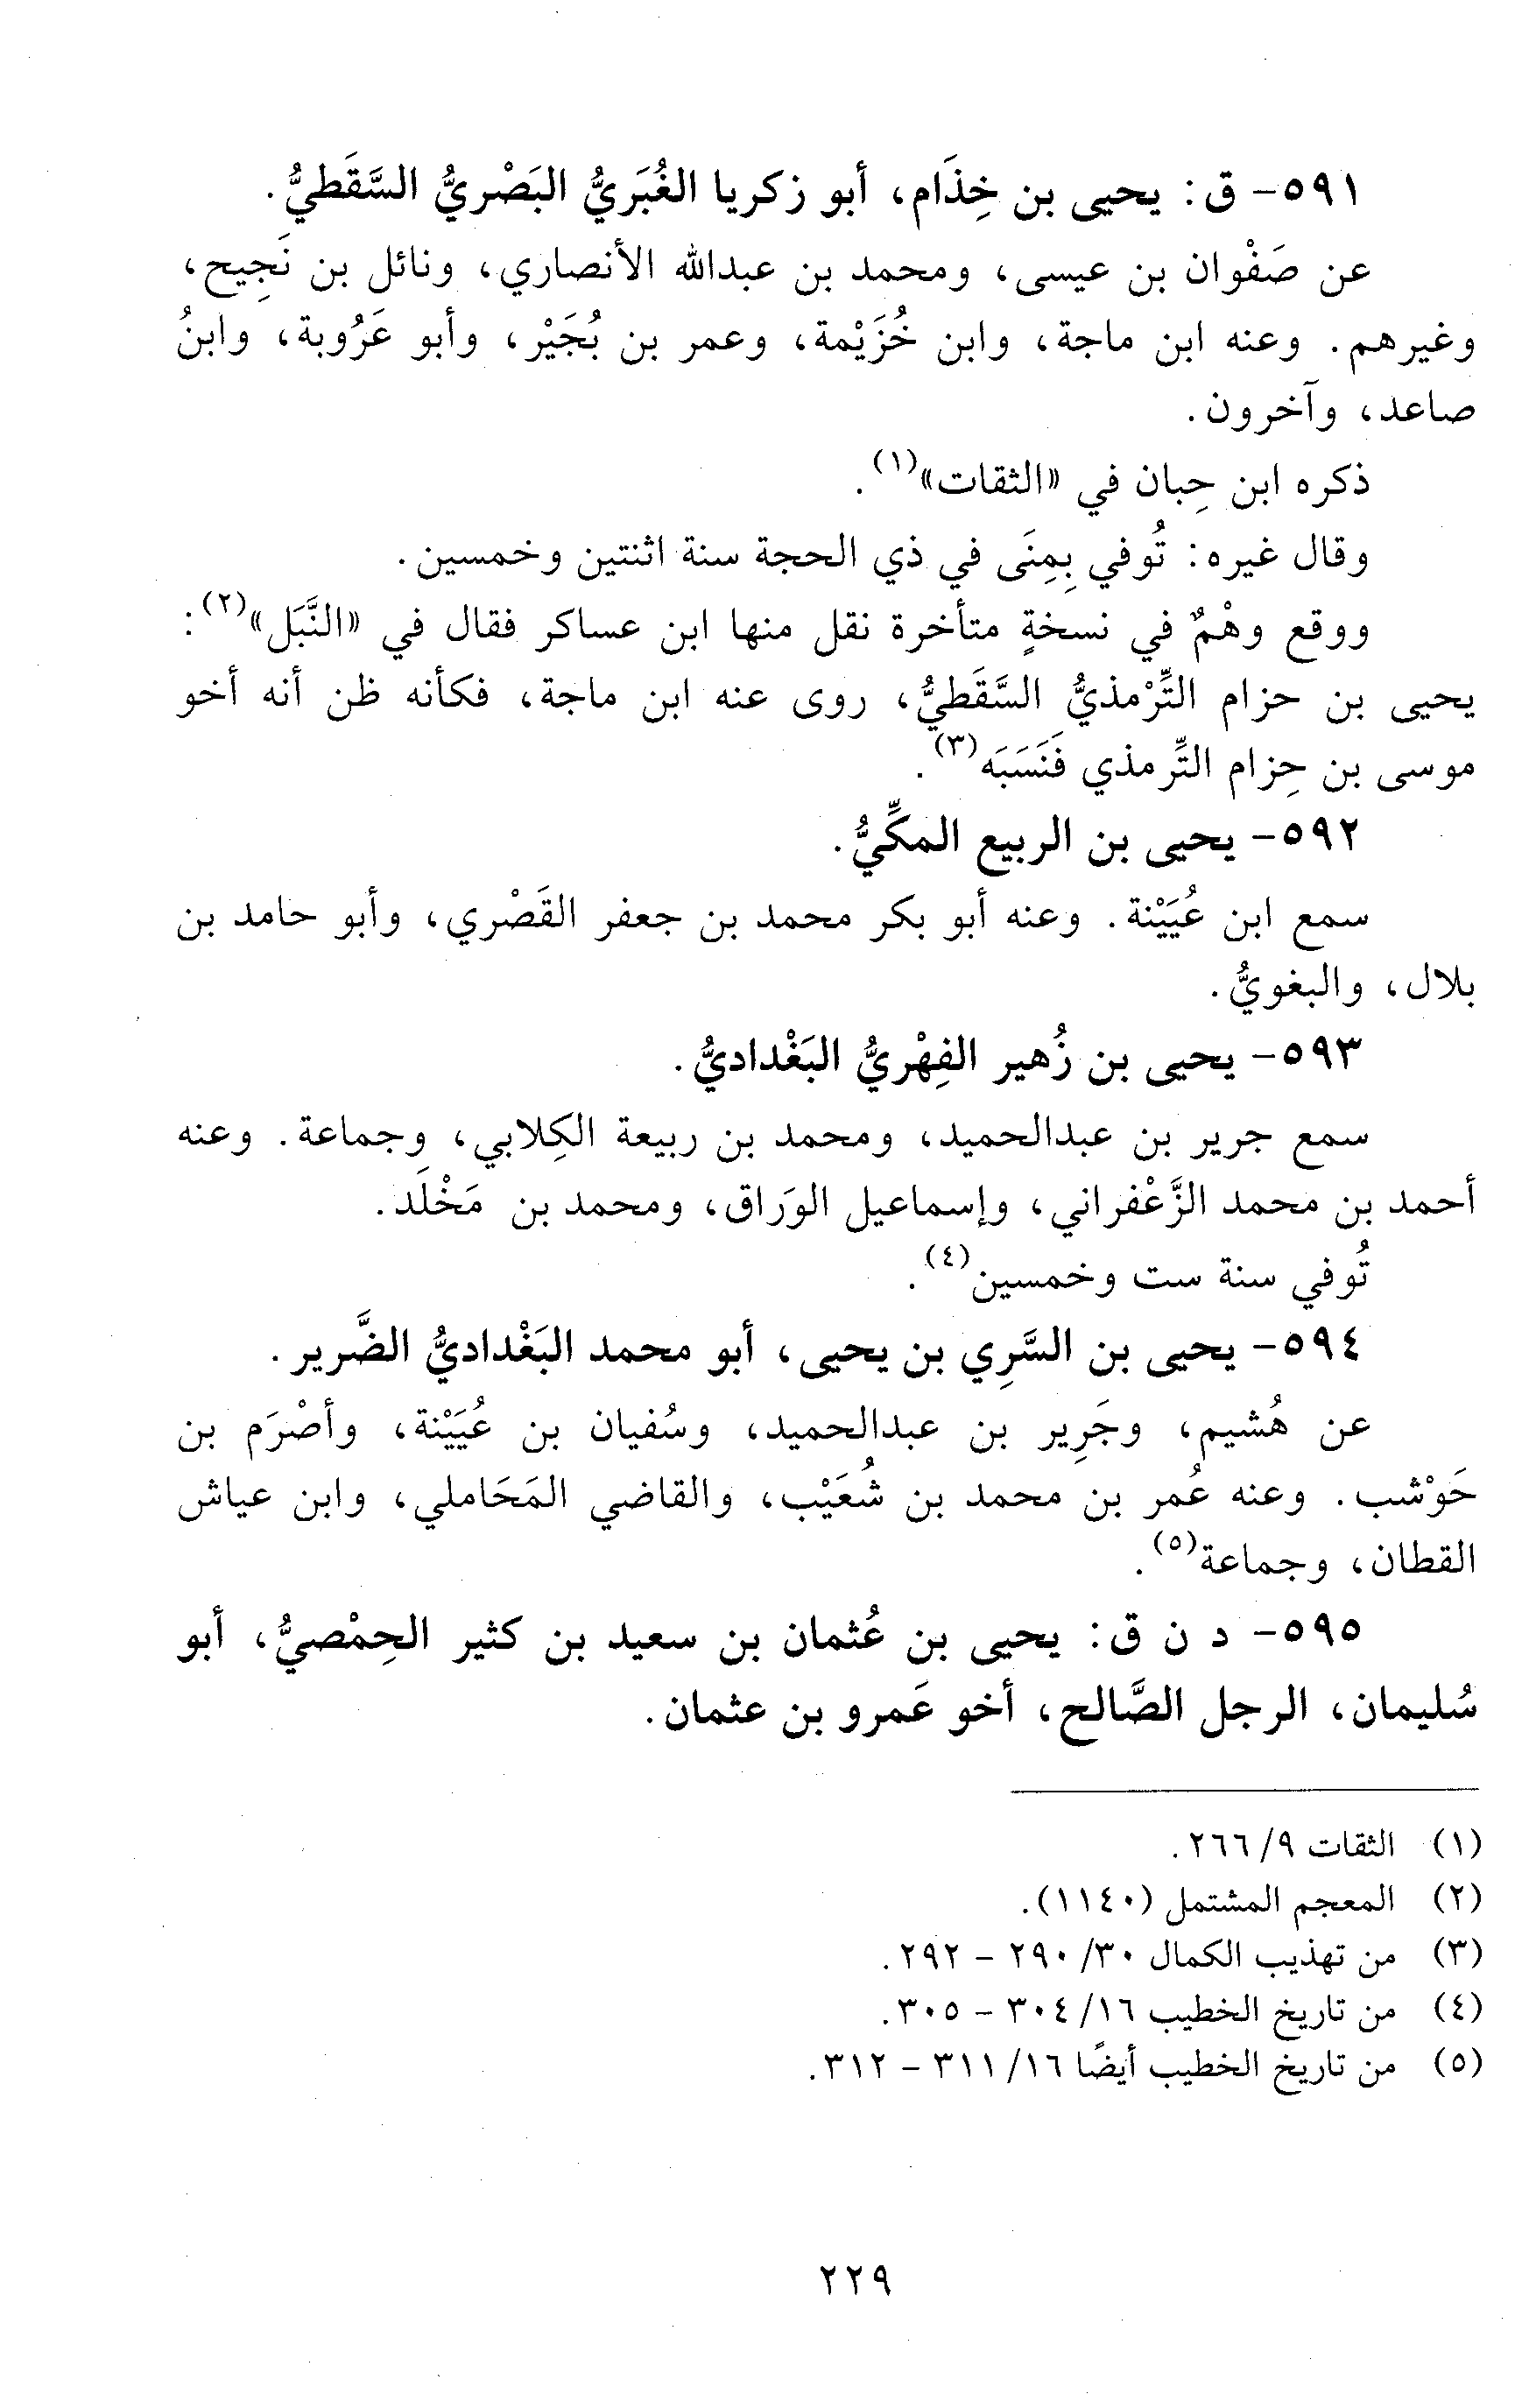 ٥٩١- ق: يحيى بن خِذَام، أبو زكريا الغُبَريُّ البَصْريُّ السَّقَطيُّ.
عن صَفْوان بن عيسى، ومحمد بن عبدالله الأنصاري، ونائل بن نَجِيح،
وغيرهم. وعنه ابن ماجة، وابن خُزَيْمة، وعمر بن بُجَيْر، وأبو عَرُوبة، وابنُ
صاعد، وآخرون.
ذكره ابن حِبان في «الثقات»(١).
وقال غيره: تُوفي بِمِنَى في ذي الحجة سنة اثنتين وخمسين.
ووقع وهْمٌ في نسخةٍ متأخرة نقل منها ابن عساكر فقال في «النَّبَل»(٢):
يحيى بن حزام التِّرْمذيُّ السَّقَطيُّ، روى عنه ابن ماجة، فكأنه ظن أنه أخو
موسى بن حِزام التِّرمذي فَنَسَبَه(٣).
٥٩٢- يحيى بن الربيع المكِّيُّ.
سمع ابن عُيَيْنة. وعنه أبو بكر محمد بن جعفر القَصْري، وأبو حامد بن
بلال، والبغويُّ.
٥٩٣- يحيى بن زُهير الفِهْريُّ البَغْداديُّ.
سمع جرير بن عبدالحميد، ومحمد بن ربيعة الكِلابي، وجماعة. وعنه
أحمد بن محمد الزَّعْفراني، وإسماعيل الورَاق، ومحمد بن مَخْلَد.
تُوفي سنة ست وخمسين(٤).
٥٩٤- يحيى بن السَّرِي بن يحيى، أبو محمد البَغْداديُّ الضَّرير.
عن هُشيم، وجَرِير بن عبدالحميد، وسُفيان بن عُيَيْنة، وأصْرَم بن
حَوْشب. وعنه عُمر بن محمد بن شُعَيْب، والقاضي المَحَاملي، وابن عياش
القطان، وجماعة(٥).
٥٩٥- د ن ق: يحيى بن عُثمان بن سعيد بن كثير الحِمْصيُّ، أبو
سُليمان، الرجل الصَّالح، أخو عَمرو بن عثمان.
(١) الثقات ٩/ ٢٦٦.
(٢) المعجم المشتمل (١١٤٠).
(٣) من تهذيب الكمال ٣٠/ ٢٩٠ - ٢٩٢.
(٤) من تاريخ الخطيب ١٦/ ٣٠٤ - ٣٠٥.
(٥) من تاريخ الخطيب أيضًا ١٦/ ٣١١ - ٣١٢.
٢٢٩